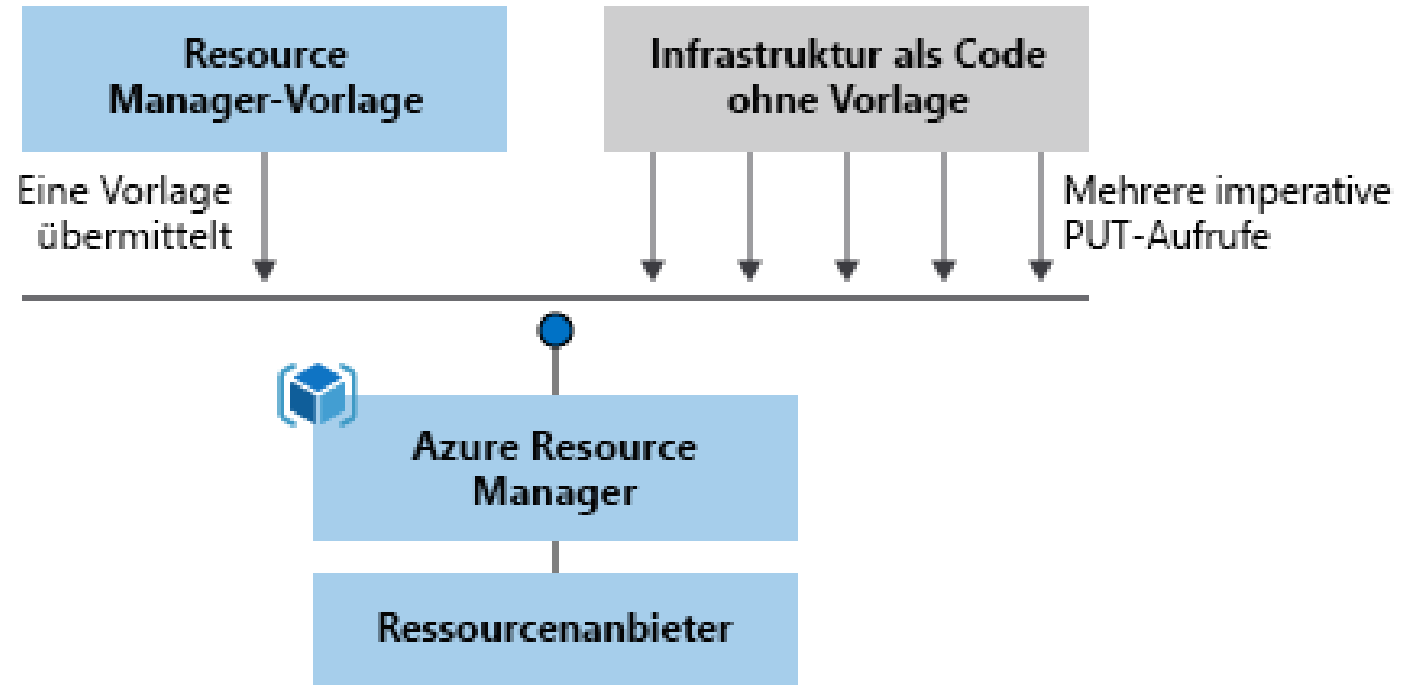 Resource
Manager-Vorlage
Infrastruktur als Code
ohne Vorlage
Eine Vorlage
übermittelt
Mehrere imperative
PUT-Aufrufe
Azure Resource
Manager
Ressourcenanbieter